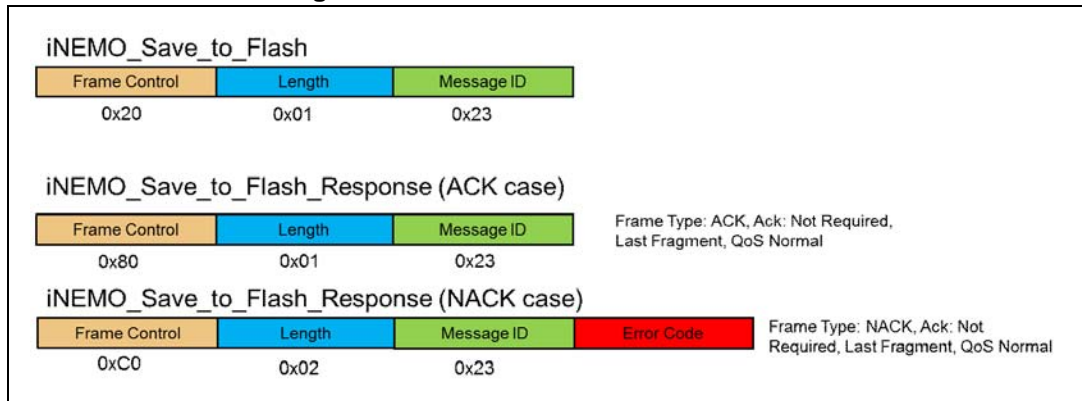 iNEMO_Save_to_Flash
Frame Control Length Message ID
0x20 0x01 0x23
iNEMO_Save_to_Flash_Response (ACK case)
Frame Control Length Message ID
Frame Type: ACK, Ack: Not Required,
Last Fragment, QoS Normal
0x80 0x01 0x23
iNEMO_Save_to_Flash_Response (NACK case)
Frame Control Length Message ID Error Code
Frame Type: NACK, Ack: Not
Required, Last Fragment, QoS Normal
0xC0 0x02 0x23